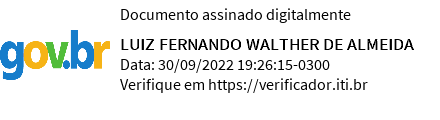 Documento assinado digitalmente
gov.br
LUIZ FERNANDO WALTHER DE ALMEIDA
Data: 30/09/2022 19:26:15-0300
Verifique em https://verificador.iti.br